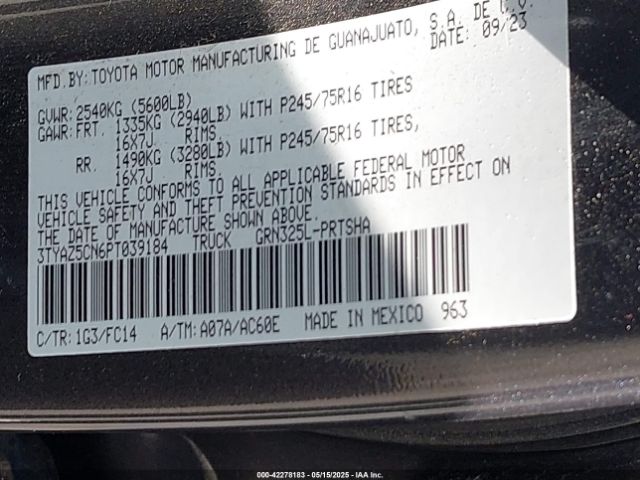 MFD.BY:TOYOTA MOTOR MANUFACTURING DE GUANAJUATO, S.A. DE C.V.
DATE: 09/23
GVWR:2540KG (5600LB)
GAWR:FRT. 1335KG (2940LB) WITH P245/75R16 TIRES
16X7J RIMS.
RR. 1490KG (3280LB) WITH P245/75R16 TIRES,
16X7J RIMS.
THIS VEHICLE CONFORMS TO ALL APPLICABLE FEDERAL MOTOR
VEHICLE SAFETY AND THEFT PREVENTION STANDARDS IN EFFECT ON
THE DATE OF MANUFACTURE SHOWN ABOVE.
3TYAZ5CN6PT039184 TRUCK GRN325L-PRTSHA
C/TR:1G3/FC14 A/TM:A07A/AC60E MADE IN MEXICO 963
000-42278183 - 05/15/2025 - IAA Inc.